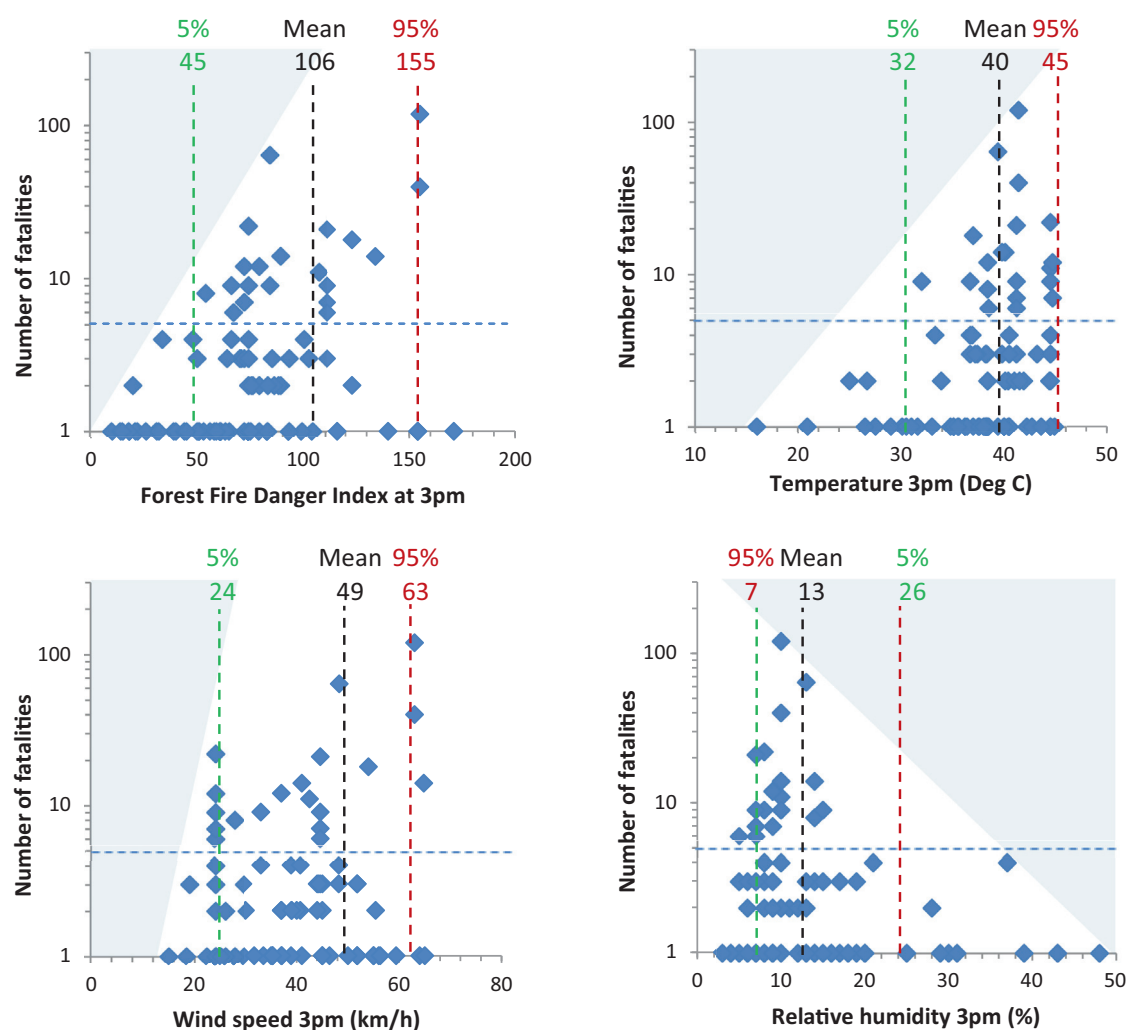 5% Mean 95%
45 106 155
Number of fatalities
100
10
1
0 50 100 150 200
Forest Fire Danger Index at 3pm
5% Mean 95%
32 40 45
Number of fatalities
100
10
1
10 20 30 40 50
Temperature 3pm (Deg C)
5% Mean 95%
24 49 63
Number of fatalities
100
10
1
0 20 40 60 80
Wind speed 3pm (km/h)
95% Mean 5%
7 13 26
Number of fatalities
100
10
1
0 10 20 30 40 50
Relative humidity 3pm (%)